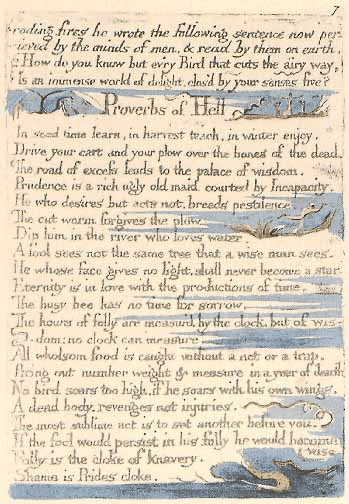 7
roding fires he wrote the following sentence now per-
cieved by the minds of men, & read by them on earth.
How do you know but ev'ry Bird that cuts the airy way,
Is an immense world of delight, clos'd by your senses five?
Proverbs of Hell
In seed time learn, in harvest teach, in winter enjoy.
Drive your cart and your plow over the bones of the dead.
The road of excess leads to the palace of wisdom.
Prudence is a rich ugly old maid courted by Incapacity.
He who desires but acts not, breeds pestilence.
The cut worm forgives the plow.
Dip him in the river who loves water.
A fool sees not the same tree that a wise man sees.
He whose face gives no light, shall never become a star.
Eternity is in love with the productions of time.
The busy bee has no time for sorrow.
The hours of folly are measur'd by the clock, but of wis-
-dom: no clock can measure.
All wholsom food is caught without a net or a trap.
Bring out number weight & measure in a year of dearth.
No bird soars too high, if he soars with his own wings.
A dead body, revenges not injuries.
The most sublime act is to set another before you.
If the fool would persist in his folly he would become
wise
Folly is the cloke of knavery.
Shame is Prides cloke.